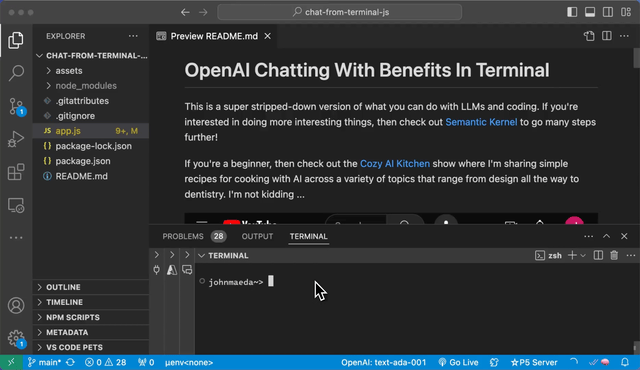 chat-from-terminal-js
EXPLORER
Preview README.md
CHAT-FROM-TERMINAL-...
assets
node_modules
.gitattributes
.gitignore
JS app.js 9+, M
package-lock.json
package.json
README.md
OUTLINE
TIMELINE
NPM SCRIPTS
METADATA
VS CODE PETS
OpenAI Chatting With Benefits In Terminal
This is a super stripped-down version of what you can do with LLMs and coding. If you're
interested in doing more interesting things, then check out Semantic Kernel to go many steps
further!
If you're a beginner, then check out the Cozy AI Kitchen show where I'm sharing simple
recipes for cooking with AI across a variety of topics that range from design all the way to
dentistry. I'm not kidding ...
PROBLEMS 28 OUTPUT TERMINAL
TERMINAL
zsh
johnmaeda~>
main* 0 28 0 µenv<none> OpenAI: text-ada-001 Go Live P5 Server